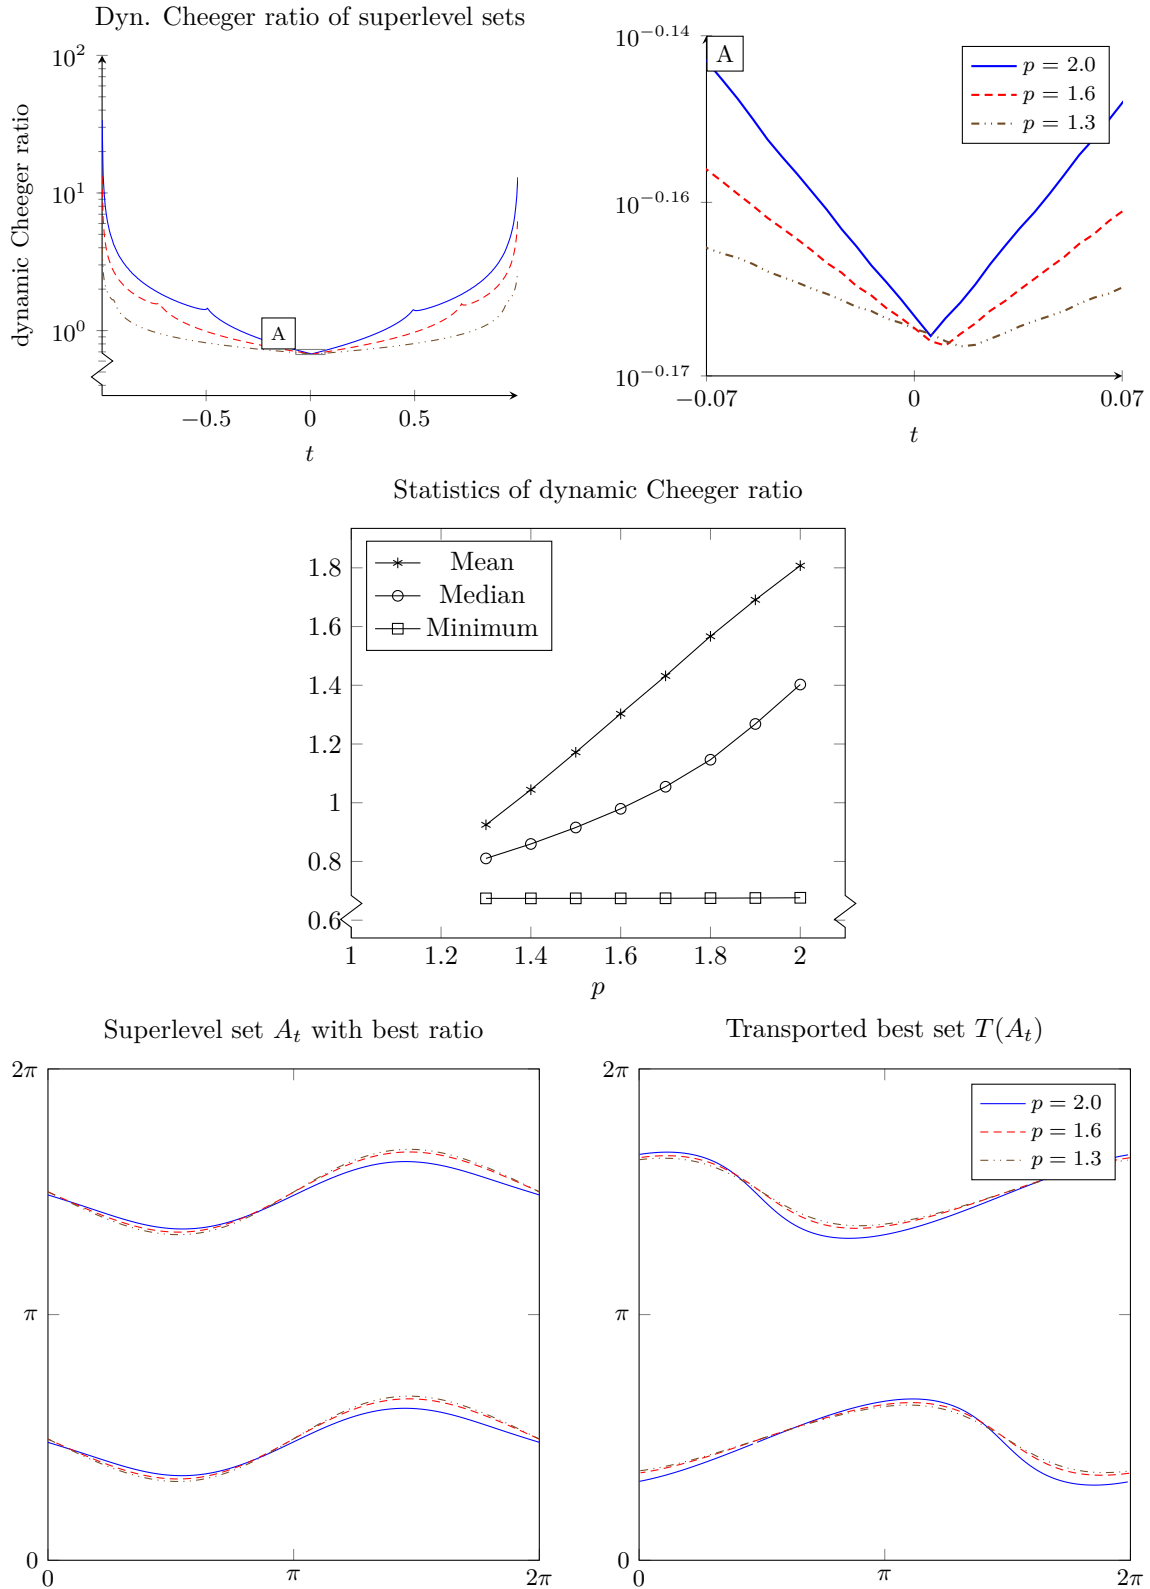 Dyn. Cheeger ratio of superlevel sets
dynamic Cheeger ratio
10^2
10^1
10^0
A
−0.5
0
0.5
t
10^−0.14
10^−0.16
10^−0.17
A
p = 2.0
p = 1.6
p = 1.3
−0.07
0
0.07
t
Statistics of dynamic Cheeger ratio
Mean
Median
Minimum
1.8
1.6
1.4
1.2
1
0.8
0.6
1
1.2
1.4
1.6
1.8
2
p
Superlevel set A_t with best ratio
2π
π
0
0
π
2π
Transported best set T(A_t)
p = 2.0
p = 1.6
p = 1.3
2π
π
0
0
π
2π